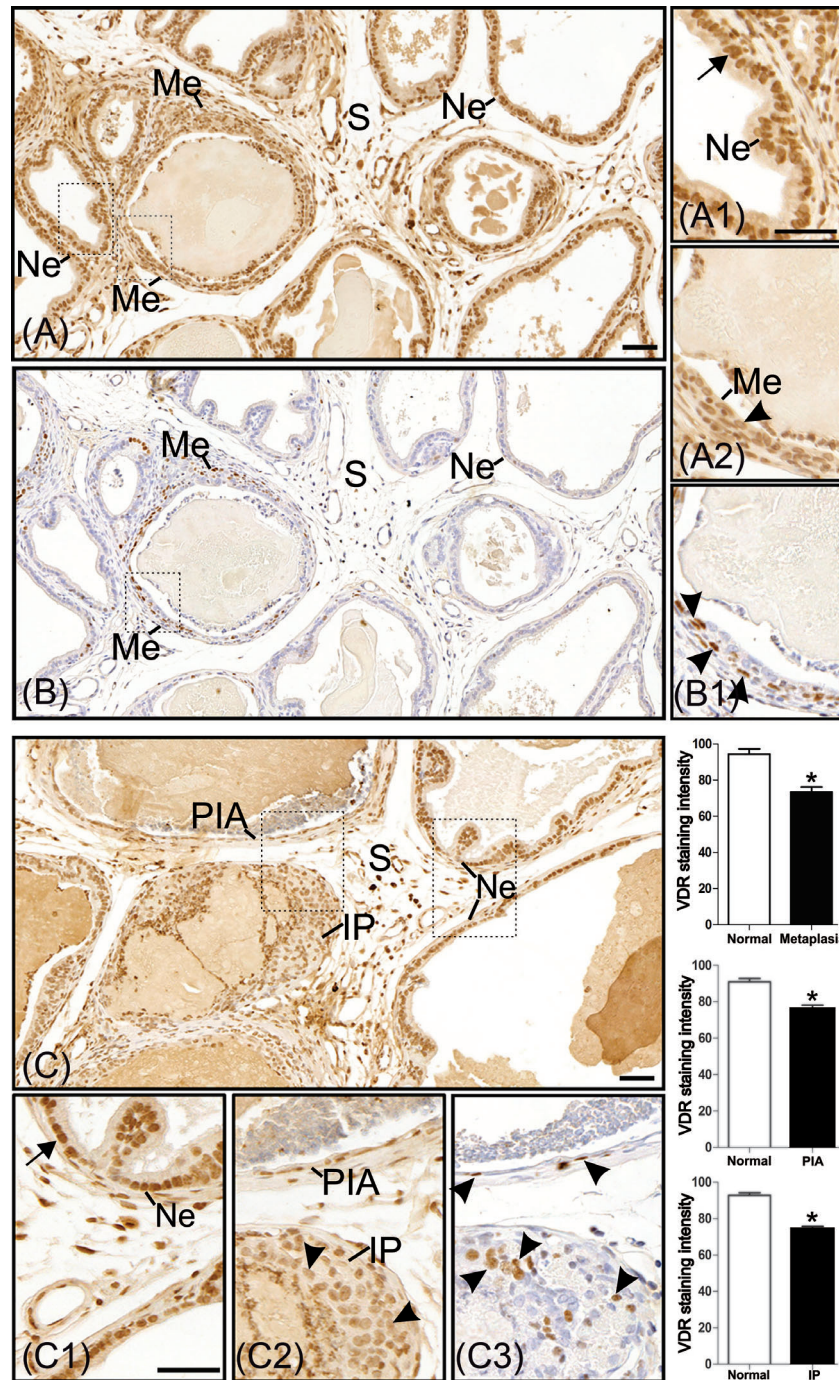 Me
S
Ne
Ne
Me
(A)
Ne
(A1)
Me
(A2)
Me
S
Ne
Me
(B)
(B1)
PIA
S
Ne
IP
(C)
Ne
(C1)
PIA
IP
(C2)
(C3)
VDR staining intensity
100
80
60
40
20
0
*
Normal Metaplasi
VDR staining intensity
100
80
60
40
20
0
*
Normal PIA
VDR staining intensity
100
80
60
40
20
0
*
Normal IP